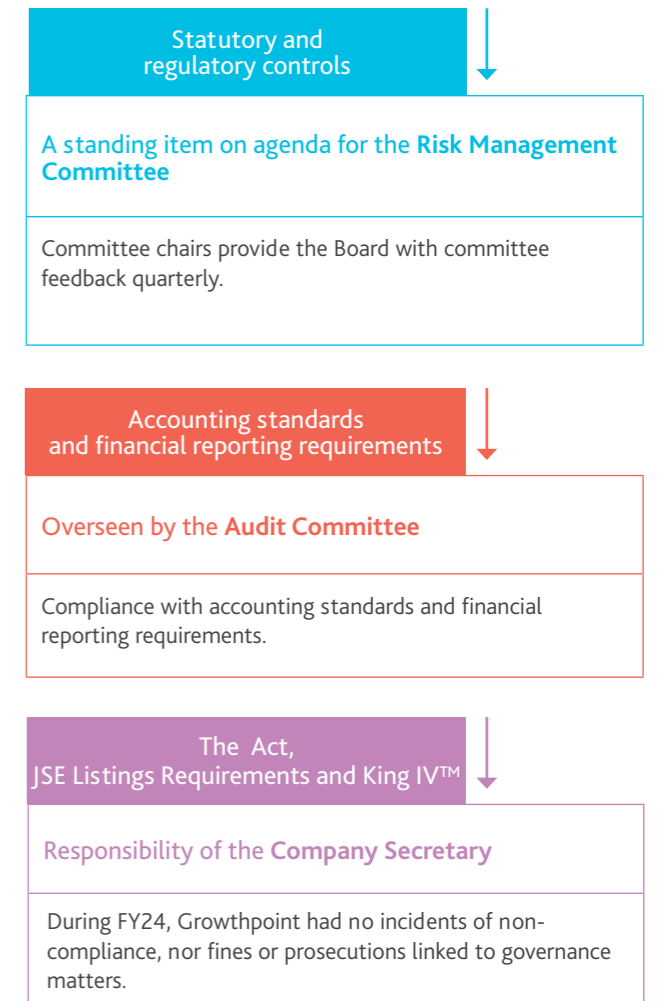 Statutory and
regulatory controls
A standing item on agenda for the Risk Management
Committee
Committee chairs provide the Board with committee
feedback quarterly.
Accounting standards
and financial reporting requirements
Overseen by the Audit Committee
Compliance with accounting standards and financial
reporting requirements.
The Act,
JSE Listings Requirements and King IV™
Responsibility of the Company Secretary
During FY24, Growthpoint had no incidents of non-
compliance, nor fines or prosecutions linked to governance
matters.